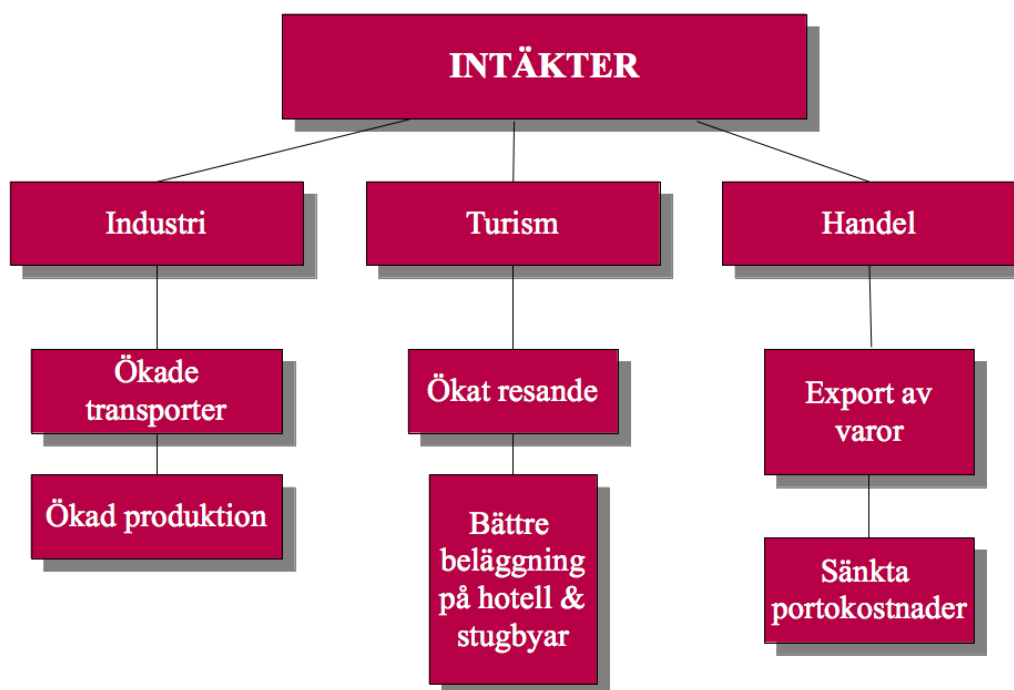 INTÄKTER
Industri
Turism
Handel
Ökade
transporter
Ökat resande
Export av
varor
Ökad produktion
Bättre
beläggning
på hotell &
stugbyar
Sänkta
portokostnader